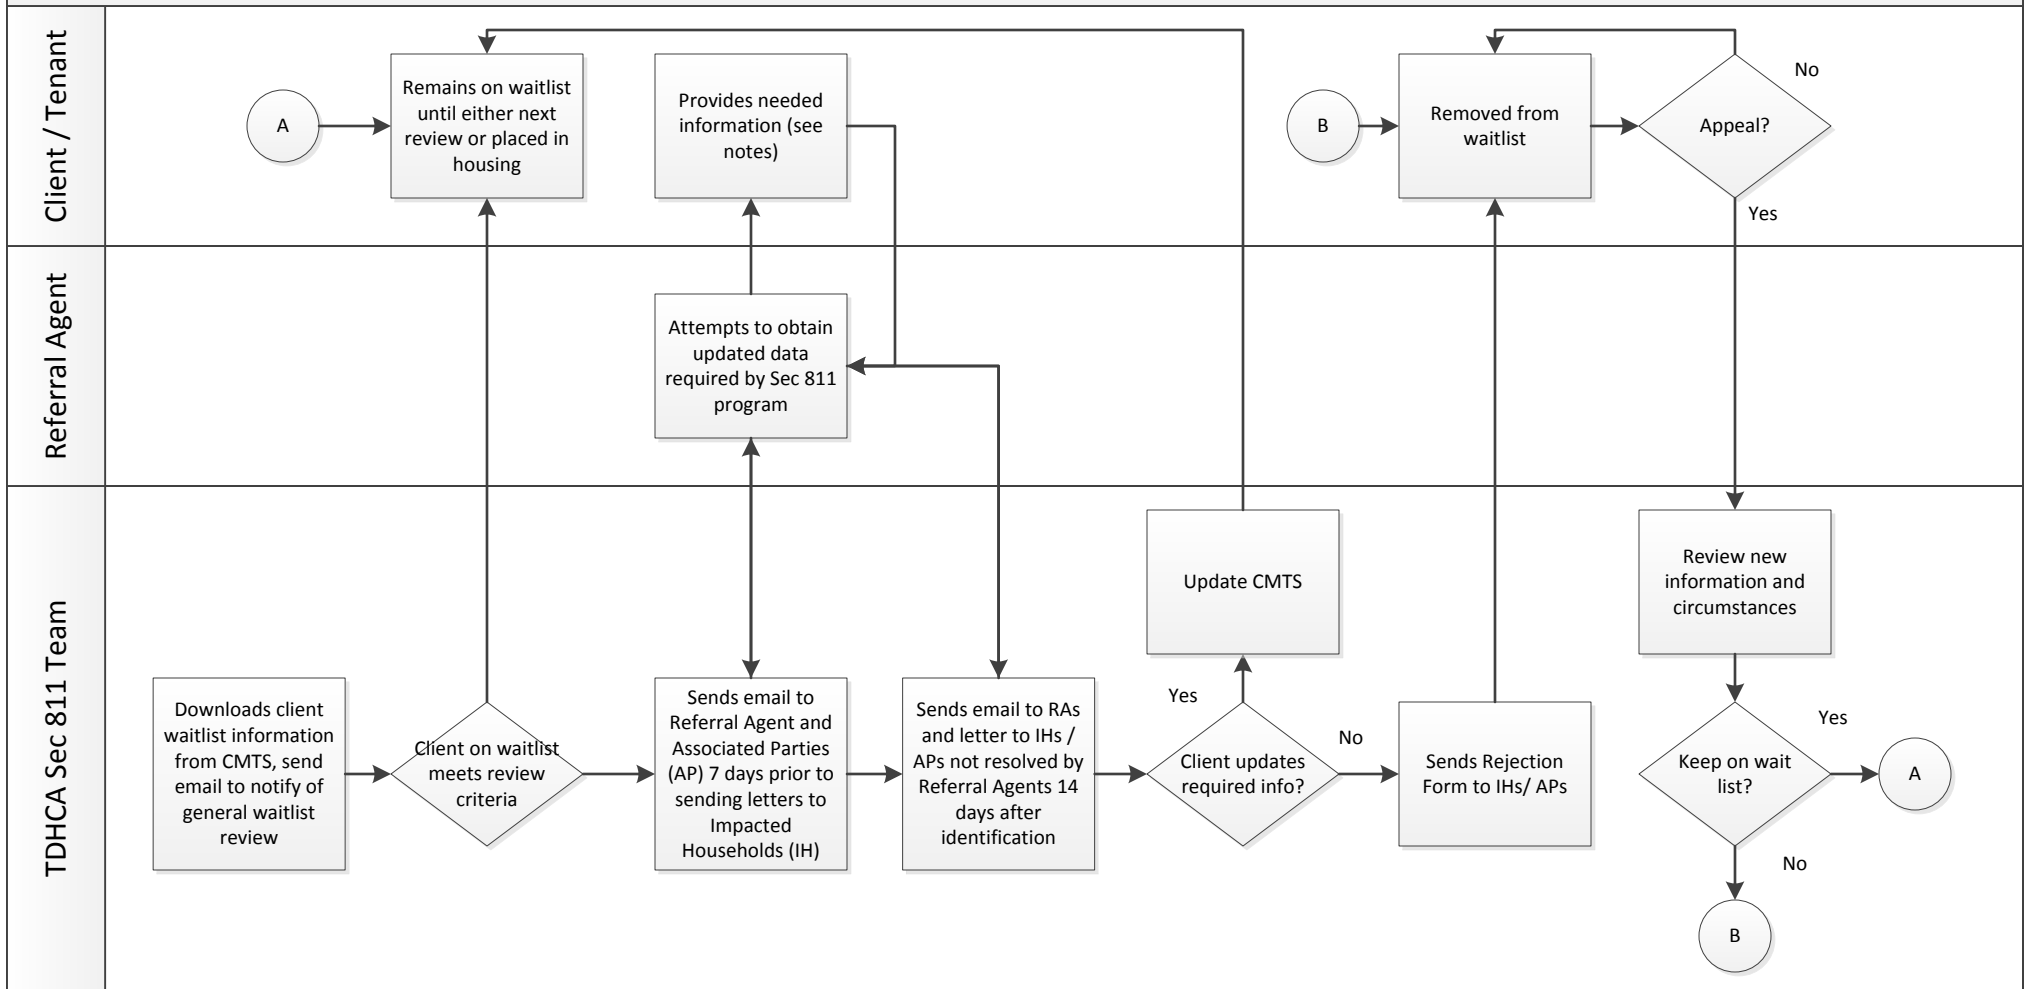 Client / Tenant
A
Remains on waitlist
until either next
review or placed in
housing
Provides needed
information (see
notes)
B
Removed from
waitlist
Appeal?
No
Yes
Referral Agent
Attempts to obtain
updated data
required by Sec 811
program
TDHCA Sec 811 Team
Downloads client
waitlist information
from CMTS, send
email to notify of
general waitlist
review
Client on waitlist
meets review
criteria
Sends email to
Referral Agent and
Associated Parties
(AP) 7 days prior to
sending letters to
Impacted
Households (IH)
Sends email to RAs
and letter to IHs /
APs not resolved by
Referral Agents 14
days after
identification
Client updates
required info?
Yes
Update CMTS
No
Sends Rejection
Form to IHs/ APs
Review new
information and
circumstances
Keep on wait
list?
Yes
A
No
B